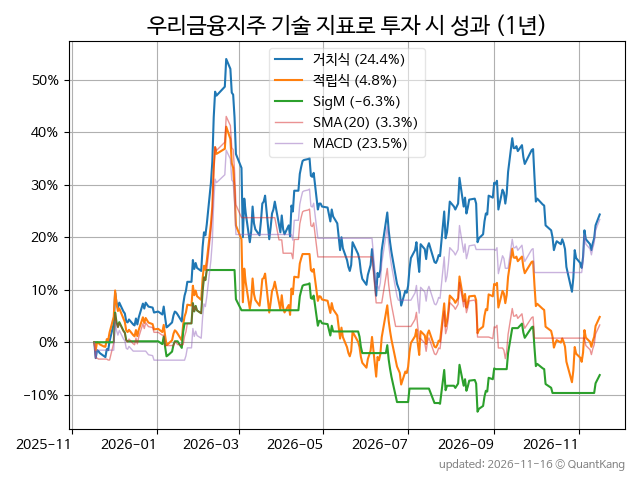 우리금융지주 기술 지표로 투자 시 성과 (1년)
거치식 (24.4%)
적립식 (4.8%)
SigM (−6.3%)
SMA(20) (3.3%)
MACD (23.5%)
50%
40%
30%
20%
10%
0%
−10%
2025-11 2026-01 2026-03 2026-05 2026-07 2026-09 2026-11
updated: 2026-11-16 © QuantKang